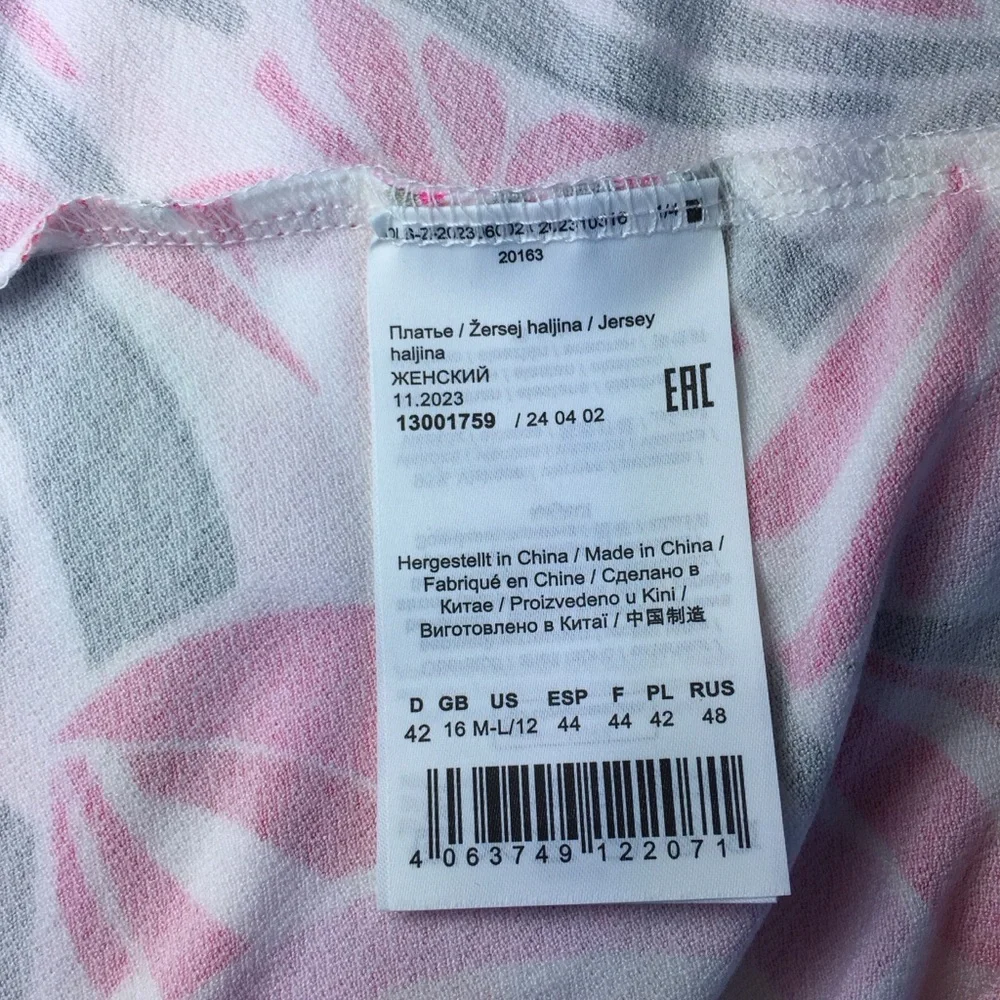 1/4
20163
Платье / Žersej haljina / Jersey
haljina
ЖЕНСКИЙ
11.2023
13001759 / 24 04 02
EAC
Hergestellt in China / Made in China /
Fabriqué en Chine / Сделано в
Китае / Proizvedeno u Kini /
Виготовлено в Китаї / 中国制造
D GB US ESP F PL RUS
42 16 M-L/12 44 44 42 48
4 063749 122071